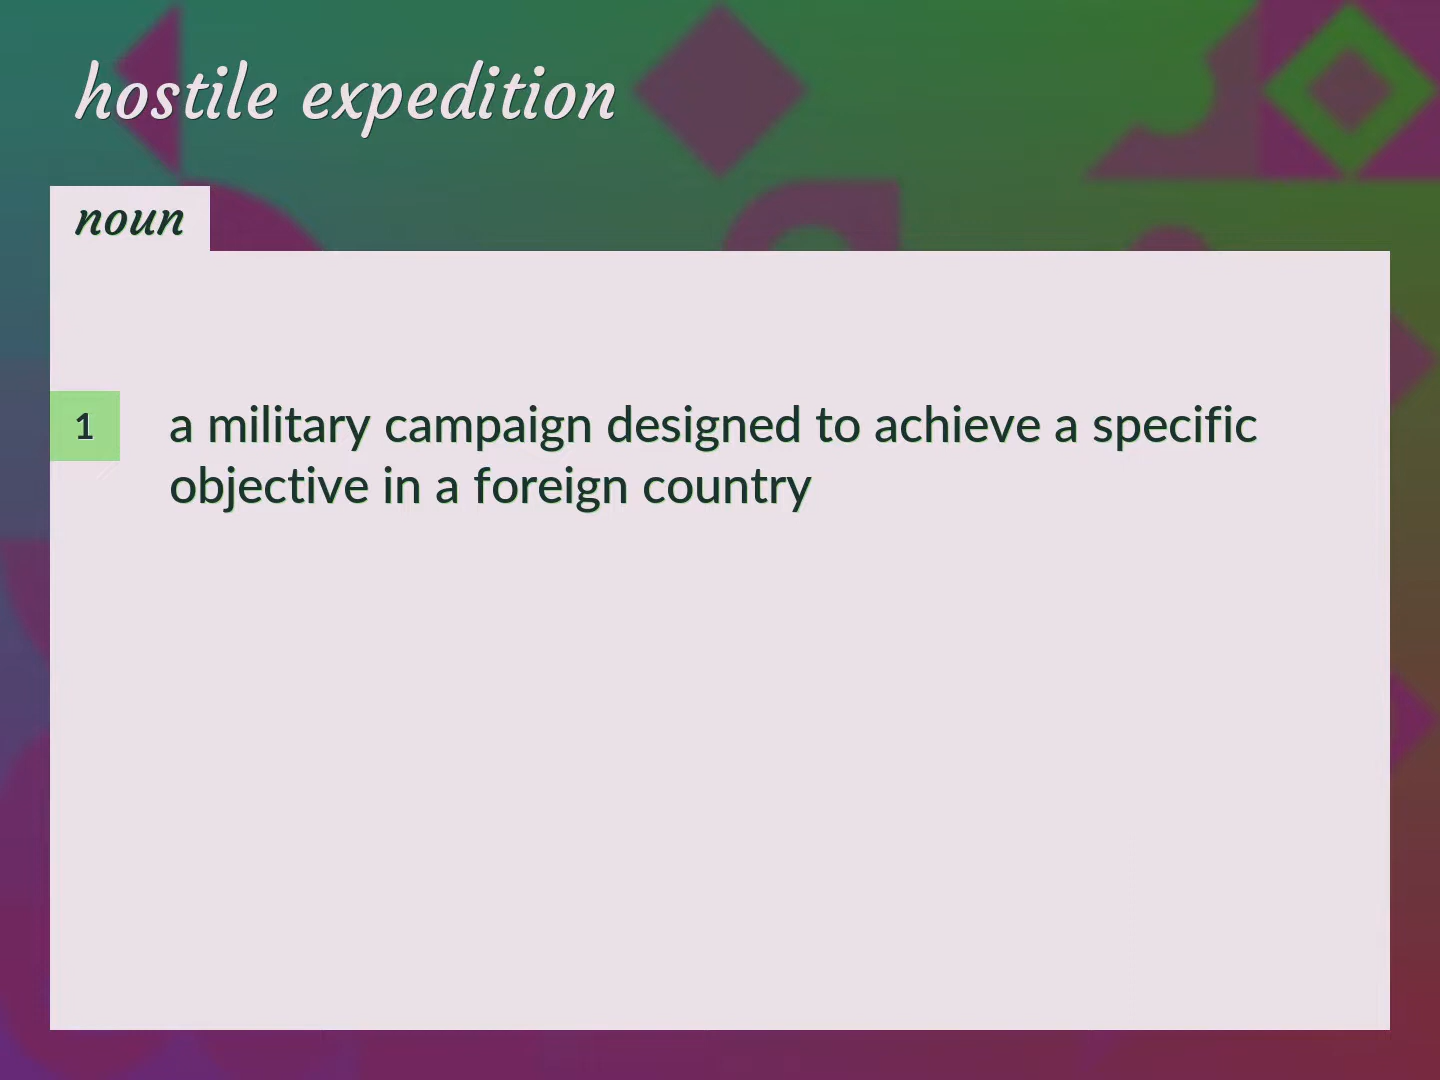 hostile expedition
noun
1
a military campaign designed to achieve a specific
objective in a foreign country